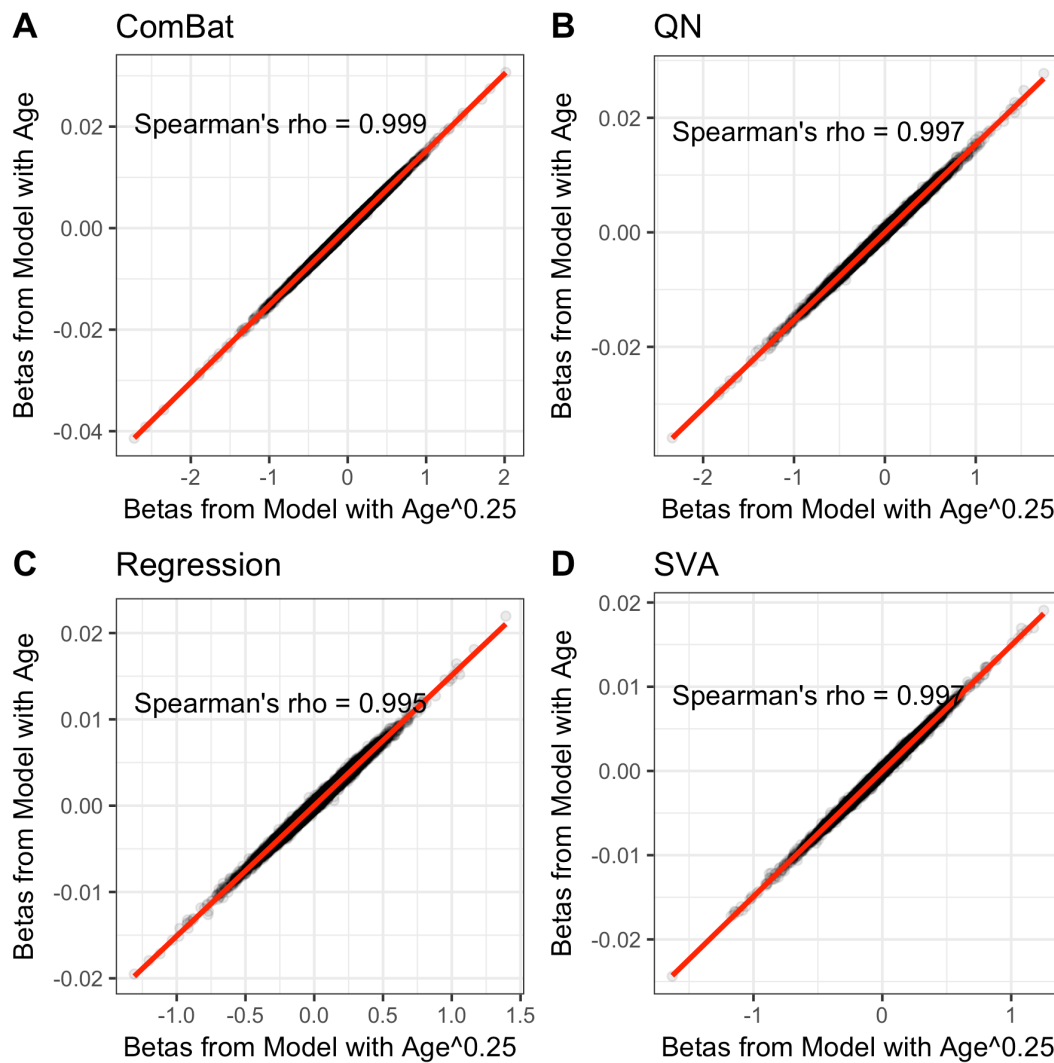 A ComBat
Spearman's rho = 0.999
Betas from Model with Age
0.02
0.00
-0.02
-0.04
-2 -1 0 1 2
Betas from Model with Age^0.25
B QN
Spearman's rho = 0.997
Betas from Model with Age
0.02
0.00
-0.02
-2 -1 0 1
Betas from Model with Age^0.25
C Regression
Spearman's rho = 0.995
Betas from Model with Age
0.02
0.01
0.00
-0.01
-0.02
-1.0 -0.5 0.0 0.5 1.0 1.5
Betas from Model with Age^0.25
D SVA
Spearman's rho = 0.997
Betas from Model with Age
0.02
0.01
0.00
-0.01
-0.02
-1 0 1
Betas from Model with Age^0.25